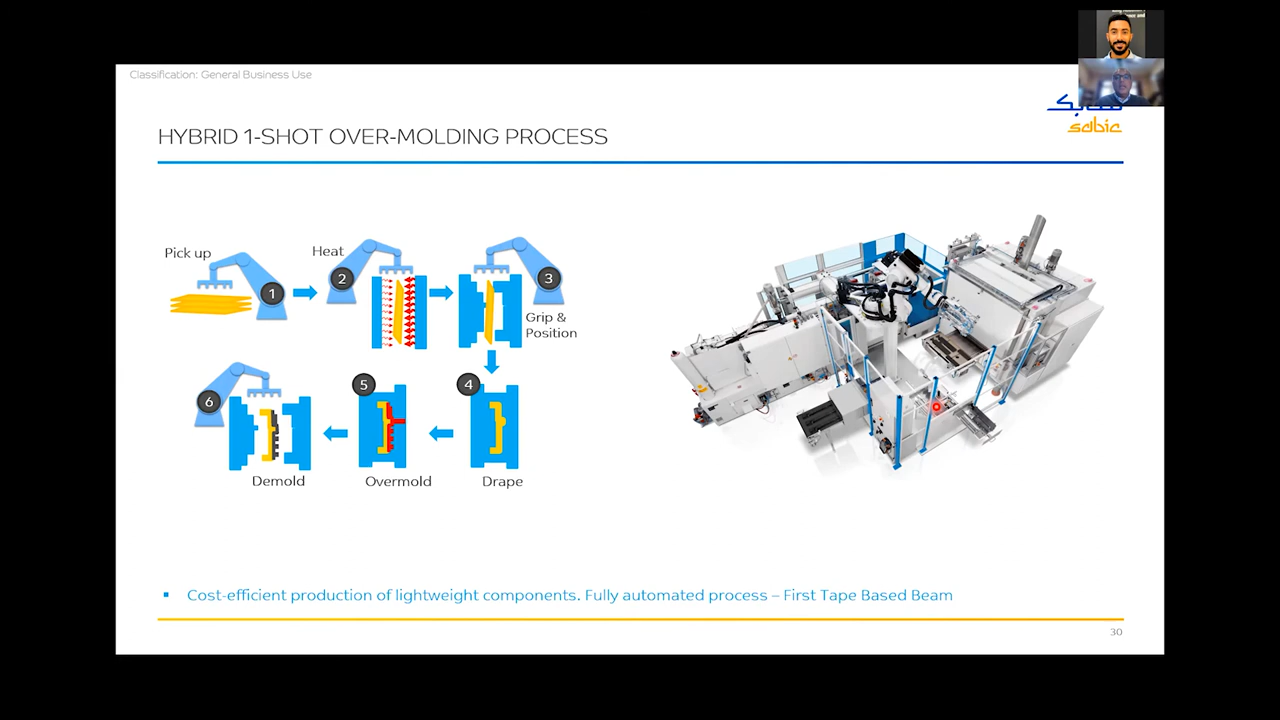 Classification: General Business Use
سابك
sabic
HYBRID 1-SHOT OVER-MOLDING PROCESS
Pick up
1
Heat
2
3
Grip &
Position
6
Demold
5
Overmold
4
Drape
▪ Cost-efficient production of lightweight components. Fully automated process – First Tape Based Beam
30